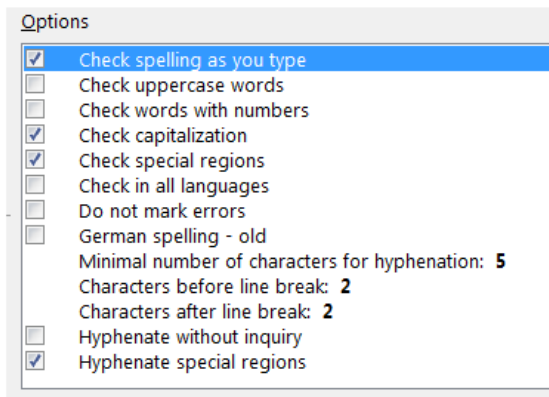 Options
Check spelling as you type
Check uppercase words
Check words with numbers
Check capitalization
Check special regions
Check in all languages
Do not mark errors
German spelling - old
Minimal number of characters for hyphenation: 5
Characters before line break: 2
Characters after line break: 2
Hyphenate without inquiry
Hyphenate special regions